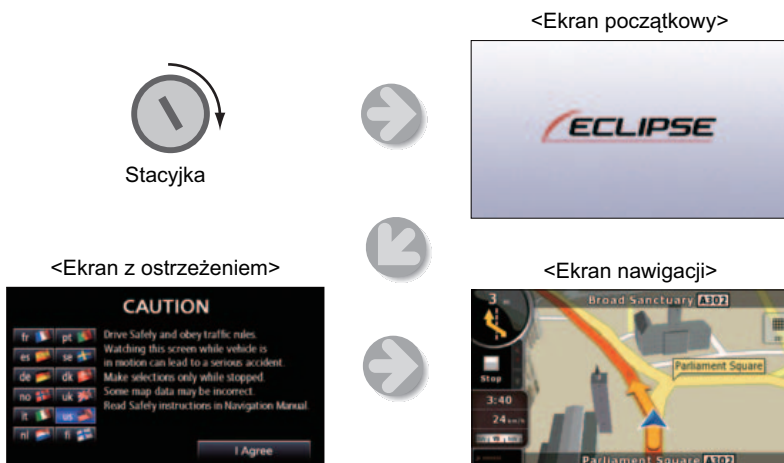 <Ekran początkowy>
ECLIPSE
Stacyjka
<Ekran z ostrzeżeniem>
CAUTION
fr pt Drive Safely and obey traffic rules.
es se Watching this screen while vehicle is
in motion can lead to a serious accident.
de dk Make selections only while stopped.
no uk Some map data may be incorrect.
it us Read Safely instructions in Navigation Manual.
nl fi
I Agree
<Ekran nawigacji>
3
Broad Sanctuary A302
Parliament Square
Stop
3:40
24
Parliament Square A302